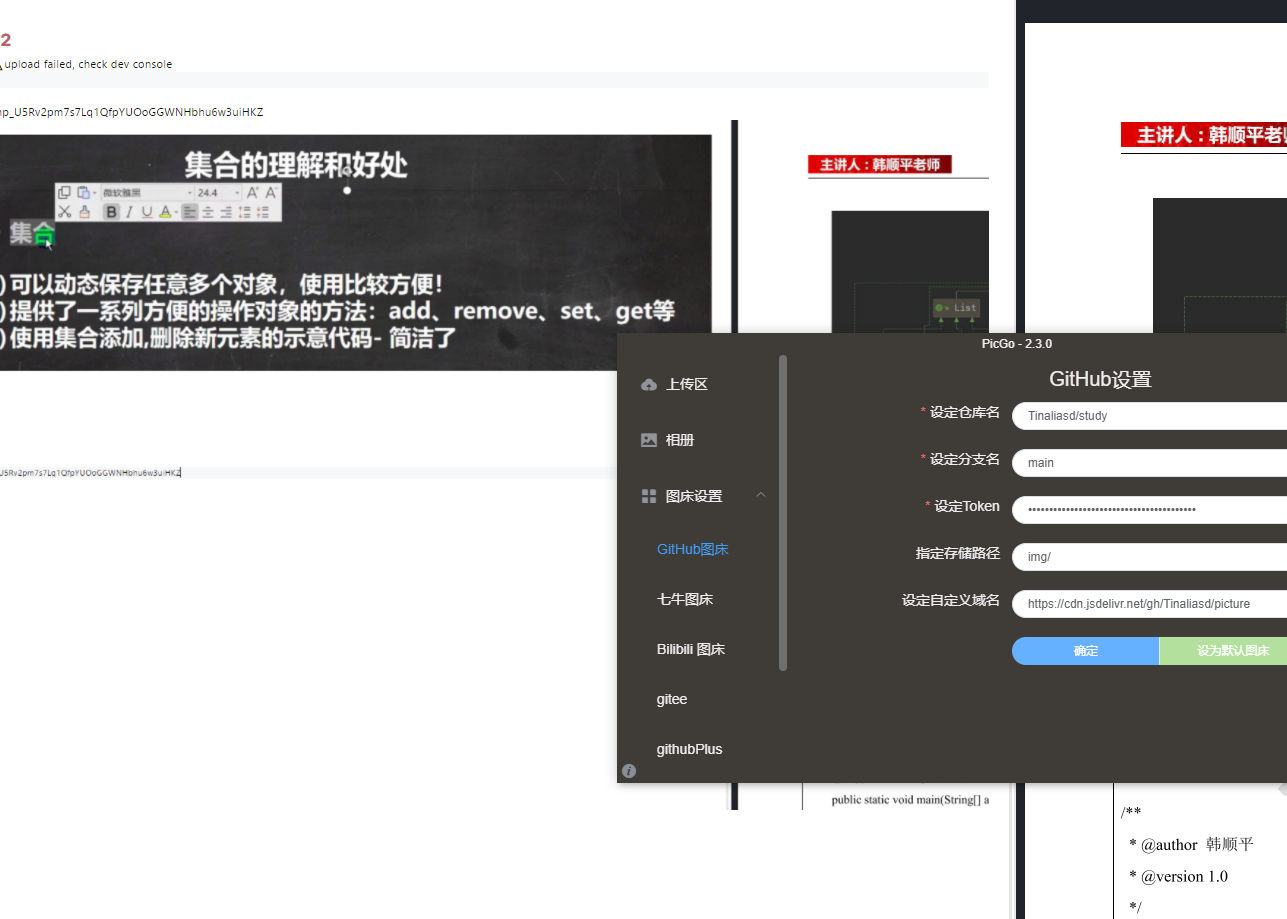 2
upload failed, check dev console
hp_U5Rv2pm7s7Lq1QfpYUOoGGWNHbhu6w3uiHKZ
集合的理解和好处
微软雅黑 24.4 A A
B I U A
集合
)可以动态保存任意多个对象，使用比较方便！
)提供了一系列方便的操作对象的方法：add、remove、set、get等
)使用集合添加,删除新元素的示意代码- 简洁了
U5Rv2pm7s7Lq1QfpYUOoGGWNHbhu6w3uiHKZ
主讲人：韩顺平老师
List
public static void main(String[] a
主讲人：韩顺平老
PicGo - 2.3.0
上传区
相册
图床设置
GitHub图床
七牛图床
Bilibili 图床
gitee
githubPlus
GitHub设置
* 设定仓库名 Tinaliasd/study
* 设定分支名 main
* 设定Token ••••••••••••••••••••••••••••••••••••••••
指定存储路径 img/
设定自定义域名 https://cdn.jsdelivr.net/gh/Tinaliasd/picture
确定 设为默认图床
/**
* @author 韩顺平
* @version 1.0
*/